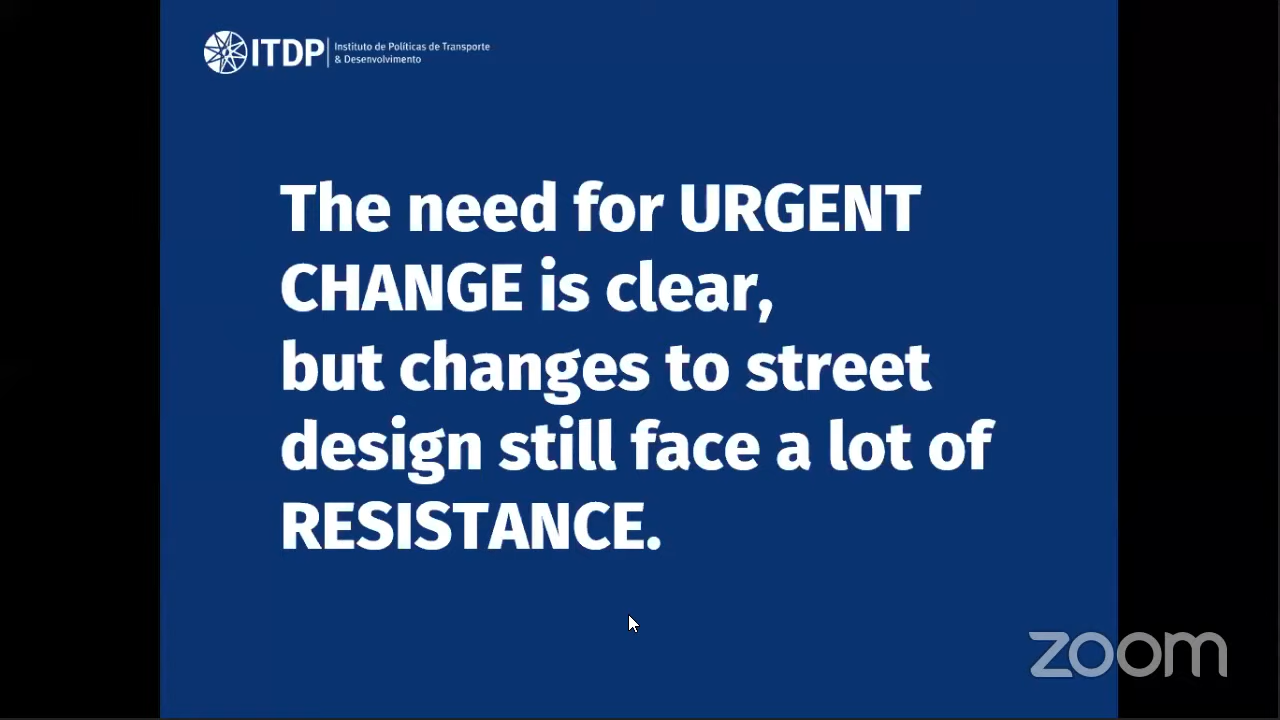 ITDP
Instituto de Políticas de Transporte
& Desenvolvimento
The need for URGENT
CHANGE is clear,
but changes to street
design still face a lot of
RESISTANCE.
zoom